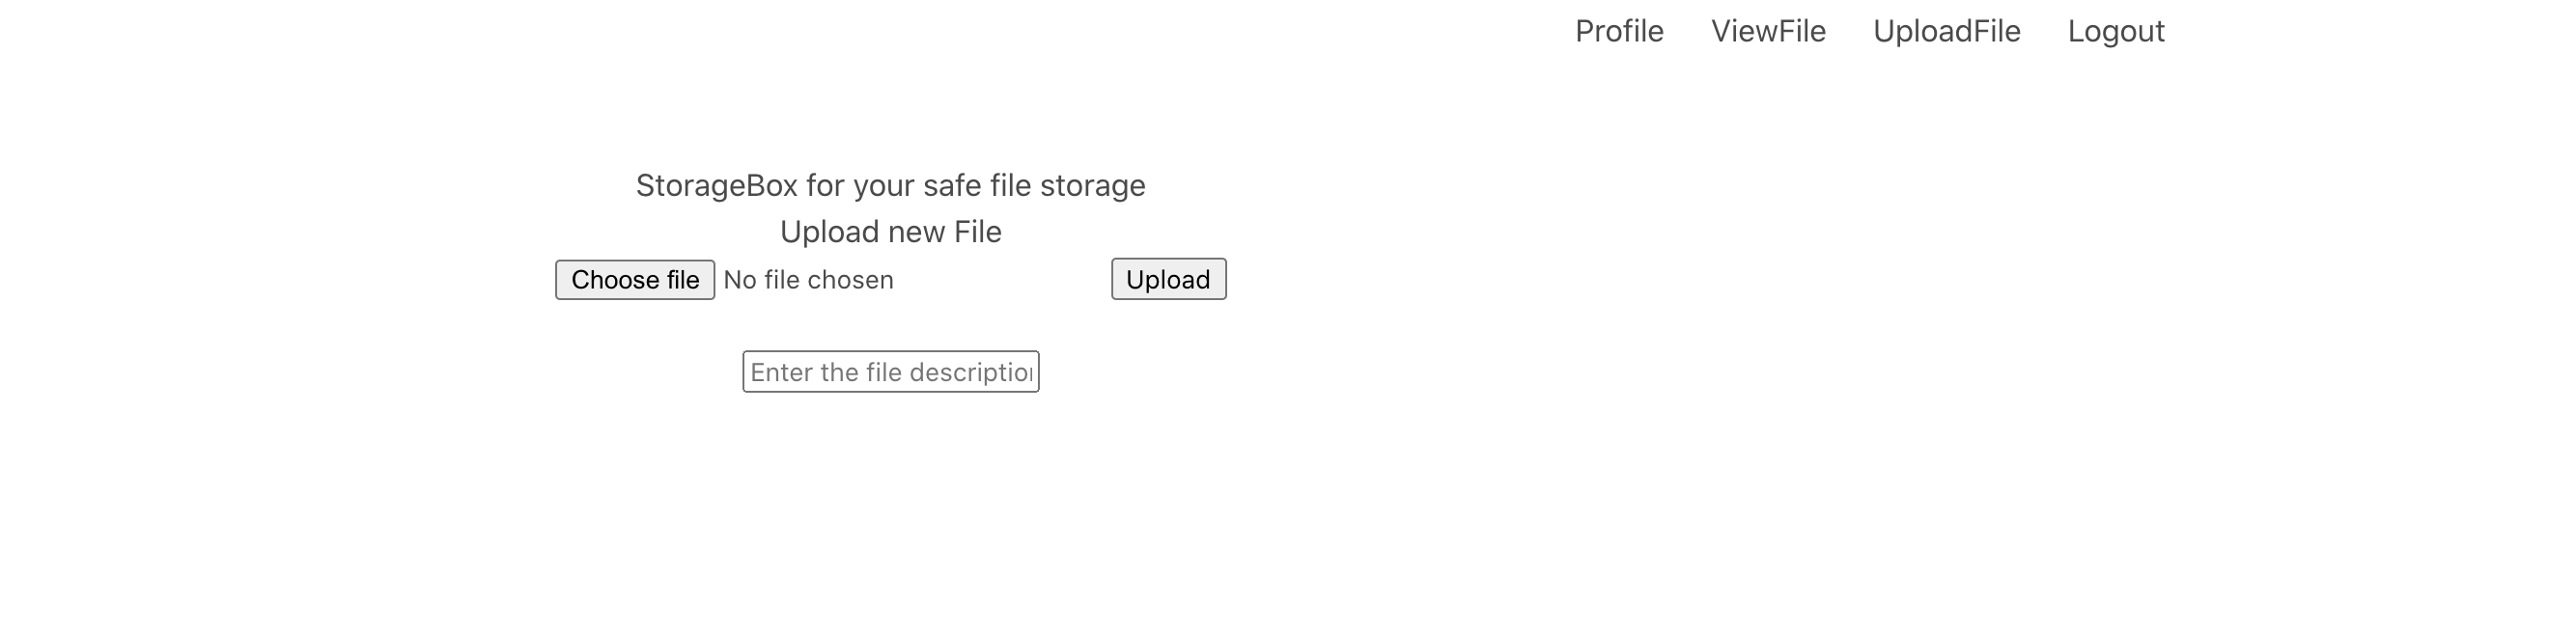 Profile ViewFile UploadFile Logout
StorageBox for your safe file storage
Upload new File
Choose file No file chosen Upload
Enter the file descriptio